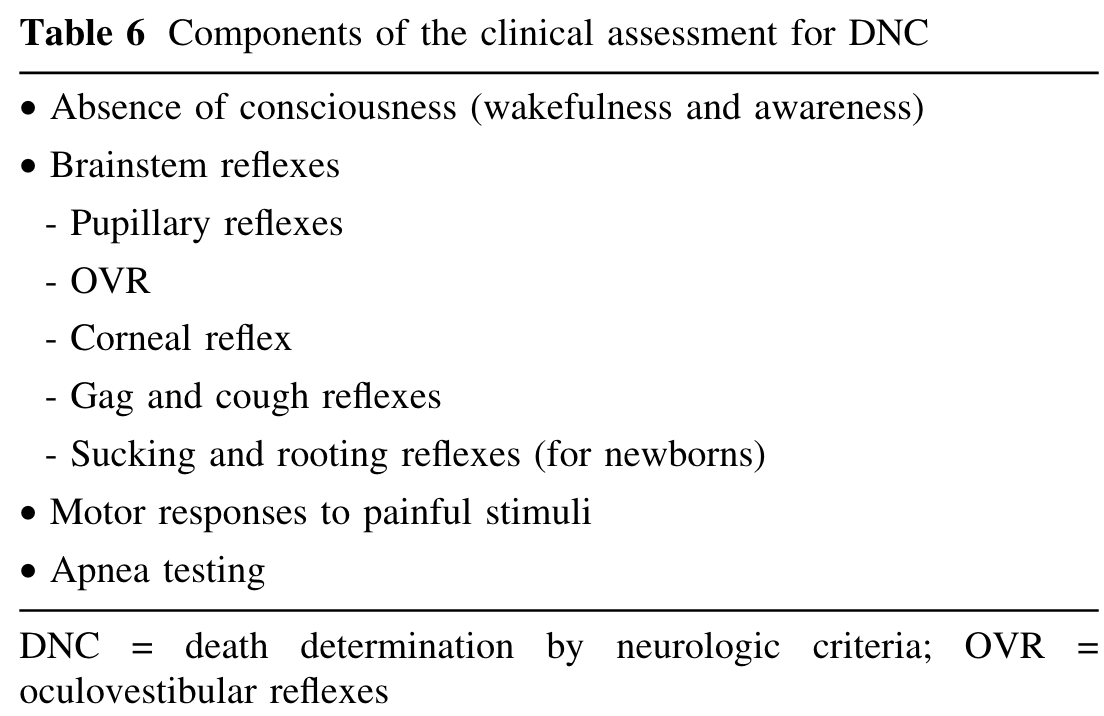 Table 6 Components of the clinical assessment for DNC
• Absence of consciousness (wakefulness and awareness)
• Brainstem reflexes
- Pupillary reflexes
- OVR
- Corneal reflex
- Gag and cough reflexes
- Sucking and rooting reflexes (for newborns)
• Motor responses to painful stimuli
• Apnea testing
DNC = death determination by neurologic criteria; OVR =
oculovestibular reflexes